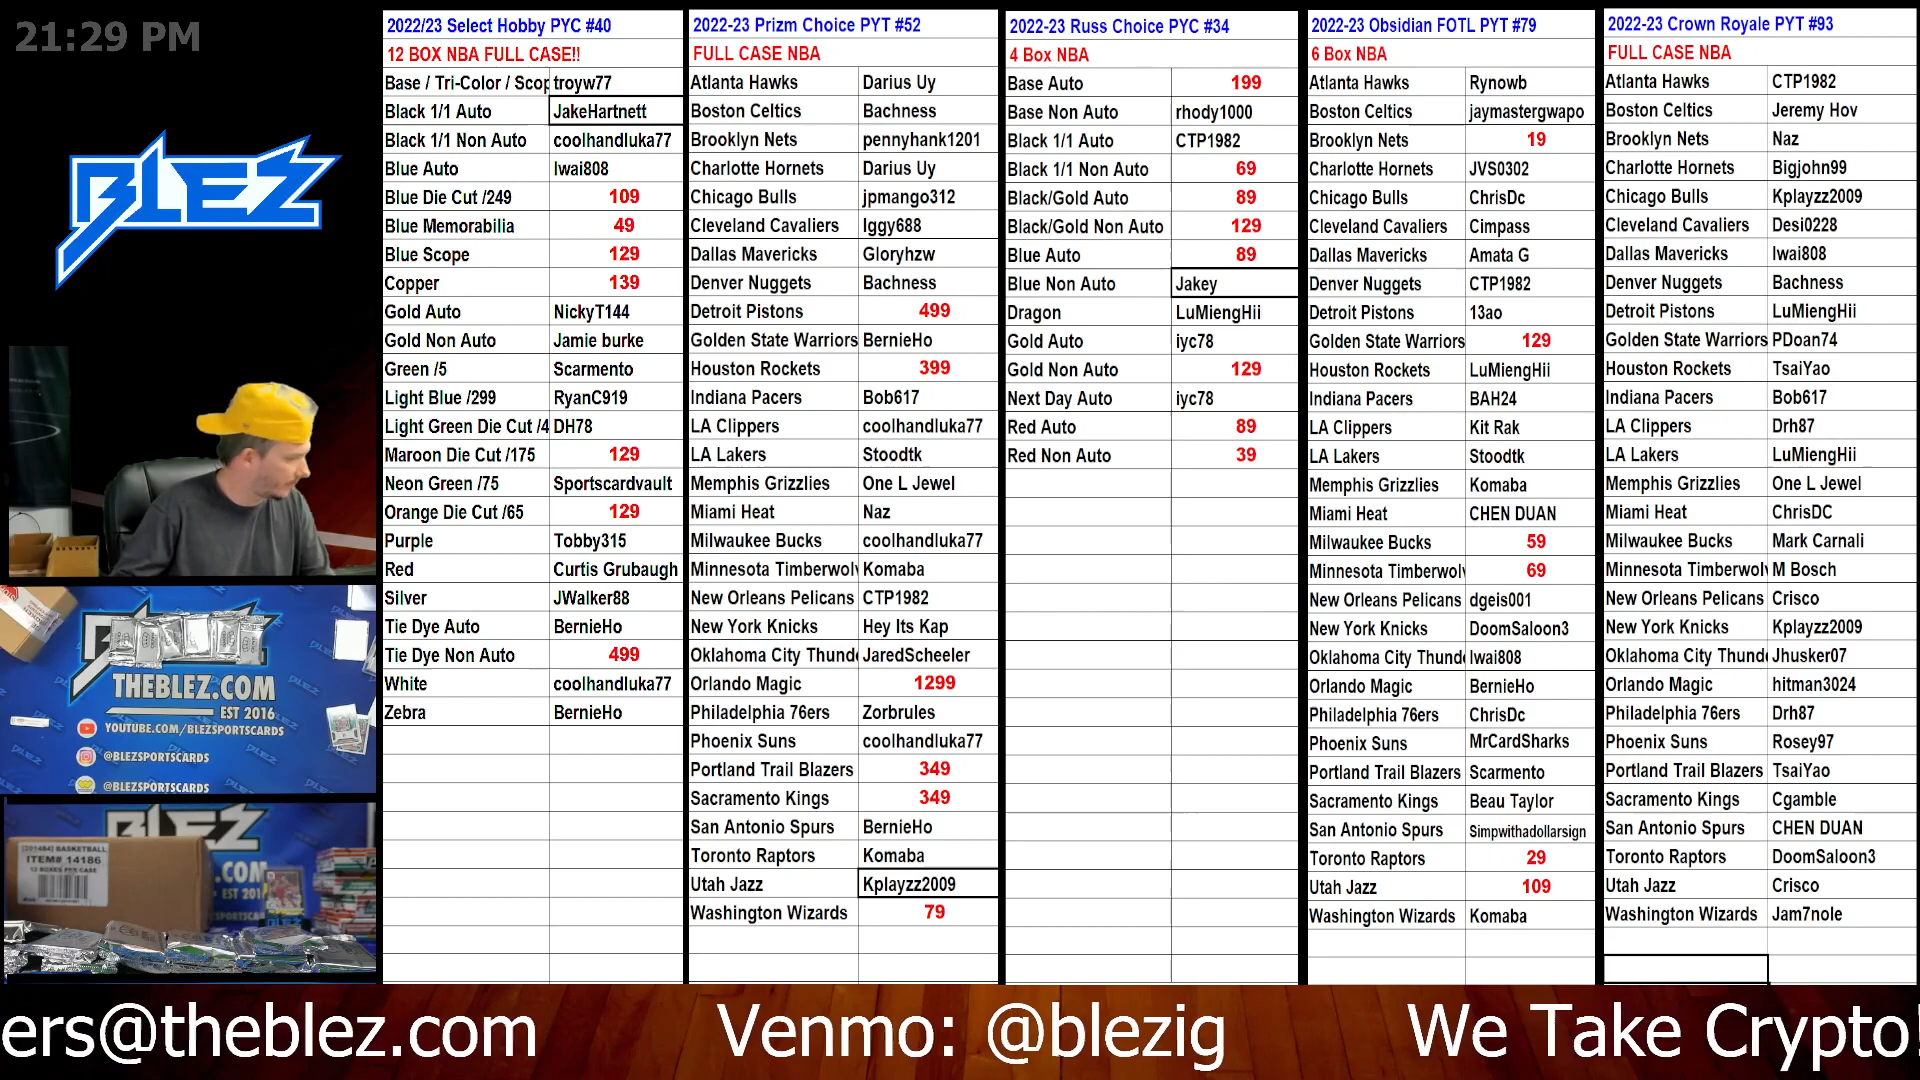 21:29 PM
BLEZ
BLEZ
THEBLEZ.COM
EST 2016
YOUTUBE.COM/BLEZSPORTSCARDS
@BLEZSPORTSCARDS
@BLEZSPORTSCARDS
BLEZ
[201484] BASKETBALL
ITEM# 14186
12 BOXES PER CASE
.COM
EST 201
2022/23 Select Hobby PYC #40
12 BOX NBA FULL CASE!!
Base / Tri-Color / Scop troyw77
Black 1/1 Auto JakeHartnett
Black 1/1 Non Auto coolhandluka77
Blue Auto Iwai808
Blue Die Cut /249 109
Blue Memorabilia 49
Blue Scope 129
Copper 139
Gold Auto NickyT144
Gold Non Auto Jamie burke
Green /5 Scarmento
Light Blue /299 RyanC919
Light Green Die Cut /4 DH78
Maroon Die Cut /175 129
Neon Green /75 Sportscardvault
Orange Die Cut /65 129
Purple Tobby315
Red Curtis Grubaugh
Silver JWalker88
Tie Dye Auto BernieHo
Tie Dye Non Auto 499
White coolhandluka77
Zebra BernieHo
2022-23 Prizm Choice PYT #52
FULL CASE NBA
Atlanta Hawks Darius Uy
Boston Celtics Bachness
Brooklyn Nets pennyhank1201
Charlotte Hornets Darius Uy
Chicago Bulls jpmango312
Cleveland Cavaliers Iggy688
Dallas Mavericks Gloryhzw
Denver Nuggets Bachness
Detroit Pistons 499
Golden State Warriors BernieHo
Houston Rockets 399
Indiana Pacers Bob617
LA Clippers coolhandluka77
LA Lakers Stoodtk
Memphis Grizzlies One L Jewel
Miami Heat Naz
Milwaukee Bucks coolhandluka77
Minnesota Timberwolv Komaba
New Orleans Pelicans CTP1982
New York Knicks Hey Its Kap
Oklahoma City Thunde JaredScheeler
Orlando Magic 1299
Philadelphia 76ers Zorbrules
Phoenix Suns coolhandluka77
Portland Trail Blazers 349
Sacramento Kings 349
San Antonio Spurs BernieHo
Toronto Raptors Komaba
Utah Jazz Kplayzz2009
Washington Wizards 79
2022-23 Russ Choice PYC #34
4 Box NBA
Base Auto 199
Base Non Auto rhody1000
Black 1/1 Auto CTP1982
Black 1/1 Non Auto 69
Black/Gold Auto 89
Black/Gold Non Auto 129
Blue Auto 89
Blue Non Auto Jakey
Dragon LuMiengHii
Gold Auto iyc78
Gold Non Auto 129
Next Day Auto iyc78
Red Auto 89
Red Non Auto 39
2022-23 Obsidian FOTL PYT #79
6 Box NBA
Atlanta Hawks Rynowb
Boston Celtics jaymastergwapo
Brooklyn Nets 19
Charlotte Hornets JVS0302
Chicago Bulls ChrisDc
Cleveland Cavaliers Cimpass
Dallas Mavericks Amata G
Denver Nuggets CTP1982
Detroit Pistons 13ao
Golden State Warriors 129
Houston Rockets LuMiengHii
Indiana Pacers BAH24
LA Clippers Kit Rak
LA Lakers Stoodtk
Memphis Grizzlies Komaba
Miami Heat CHEN DUAN
Milwaukee Bucks 59
Minnesota Timberwolv 69
New Orleans Pelicans dgeis001
New York Knicks DoomSaloon3
Oklahoma City Thunde Iwai808
Orlando Magic BernieHo
Philadelphia 76ers ChrisDc
Phoenix Suns MrCardSharks
Portland Trail Blazers Scarmento
Sacramento Kings Beau Taylor
San Antonio Spurs Simpwithadollarsign
Toronto Raptors 29
Utah Jazz 109
Washington Wizards Komaba
2022-23 Crown Royale PYT #93
FULL CASE NBA
Atlanta Hawks CTP1982
Boston Celtics Jeremy Hov
Brooklyn Nets Naz
Charlotte Hornets Bigjohn99
Chicago Bulls Kplayzz2009
Cleveland Cavaliers Desi0228
Dallas Mavericks Iwai808
Denver Nuggets Bachness
Detroit Pistons LuMiengHii
Golden State Warriors PDoan74
Houston Rockets TsaiYao
Indiana Pacers Bob617
LA Clippers Drh87
LA Lakers LuMiengHii
Memphis Grizzlies One L Jewel
Miami Heat ChrisDC
Milwaukee Bucks Mark Carnali
Minnesota Timberwolv M Bosch
New Orleans Pelicans Crisco
New York Knicks Kplayzz2009
Oklahoma City Thunde Jhusker07
Orlando Magic hitman3024
Philadelphia 76ers Drh87
Phoenix Suns Rosey97
Portland Trail Blazers TsaiYao
Sacramento Kings Cgamble
San Antonio Spurs CHEN DUAN
Toronto Raptors DoomSaloon3
Utah Jazz Crisco
Washington Wizards Jam7nole
ers@theblez.com Venmo: @blezig We Take Crypto!